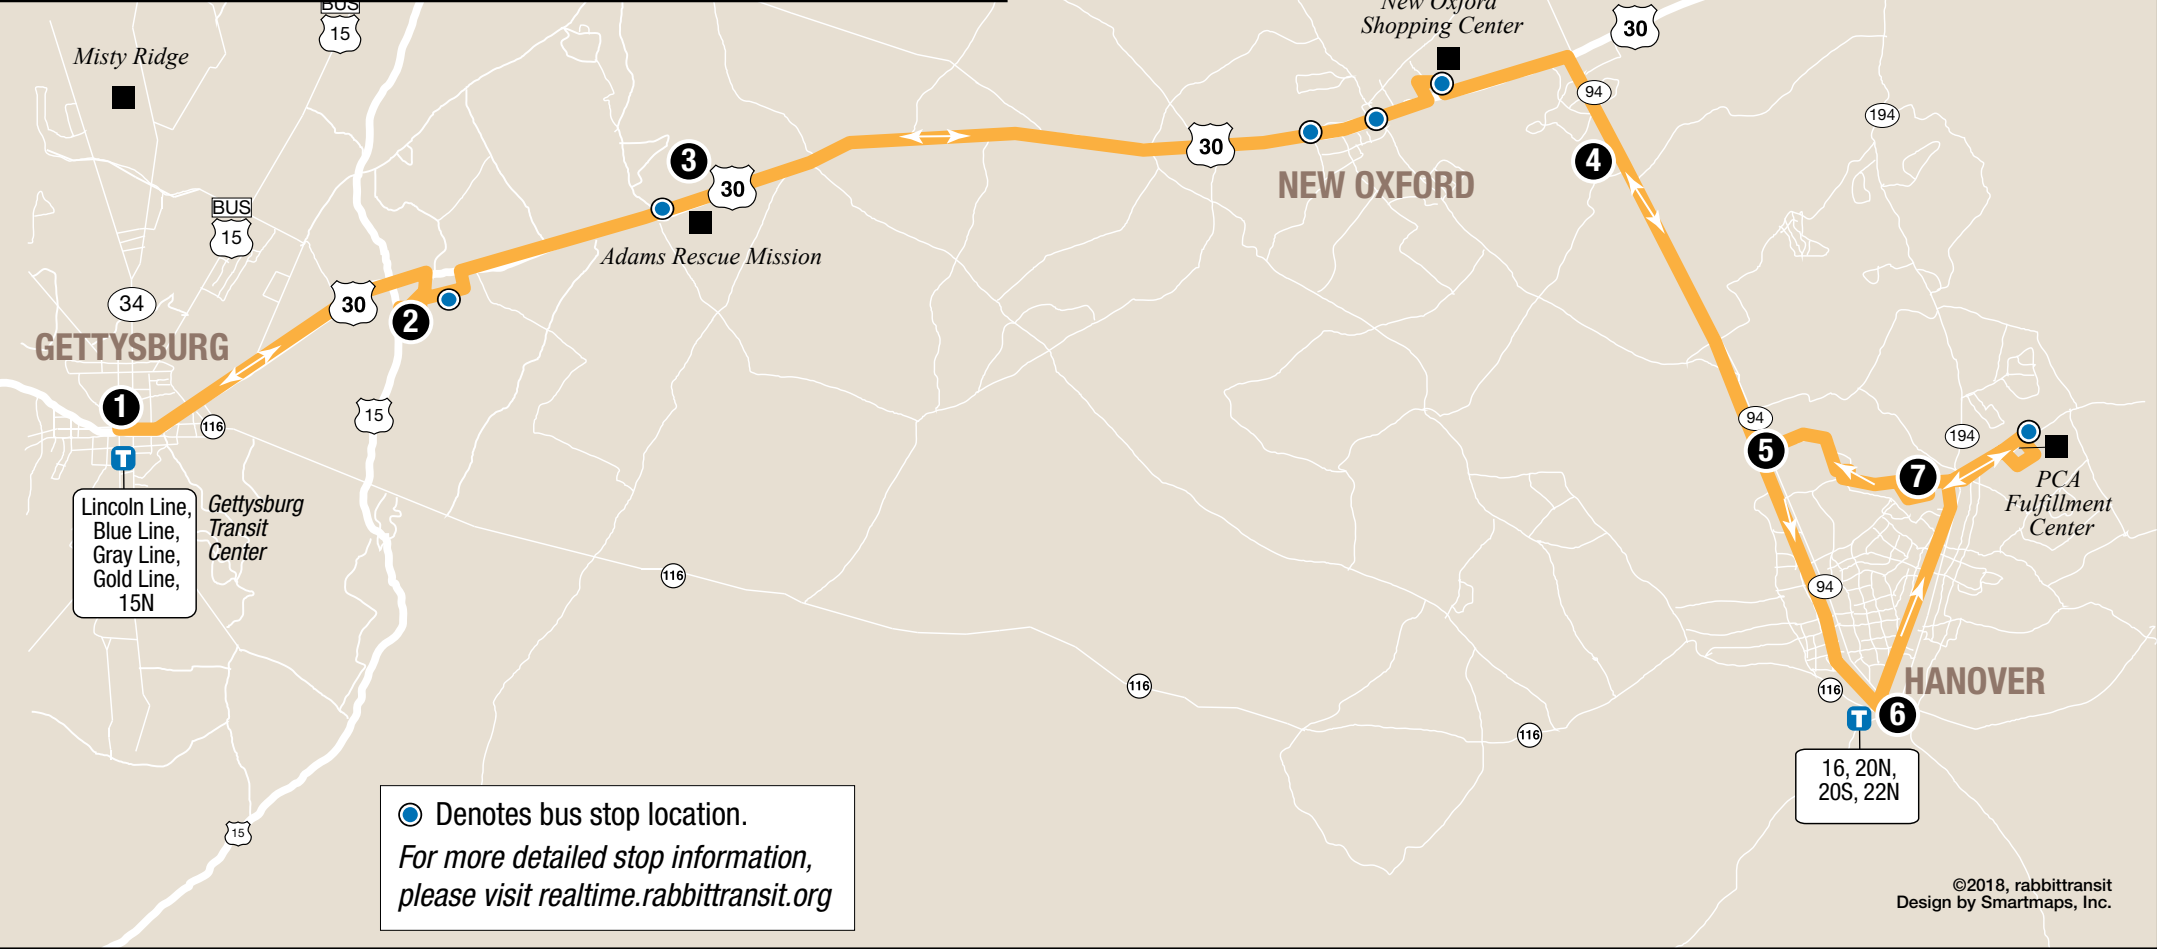 BUS
15
New Oxford
Shopping Center
30
Misty Ridge
94
194
3
30
30
4
NEW OXFORD
BUS
15
Adams Rescue Mission
34
30
2
GETTYSBURG
1
116
15
T
Lincoln Line,
Blue Line,
Gray Line,
Gold Line,
15N
Gettysburg
Transit
Center
94
5
194
7
PCA
Fulfillment
Center
116
94
116
116
116
HANOVER
T
6
16, 20N,
20S, 22N
15
Denotes bus stop location.
For more detailed stop information,
please visit realtime.rabbittransit.org
©2018, rabbittransit
Design by Smartmaps, Inc.